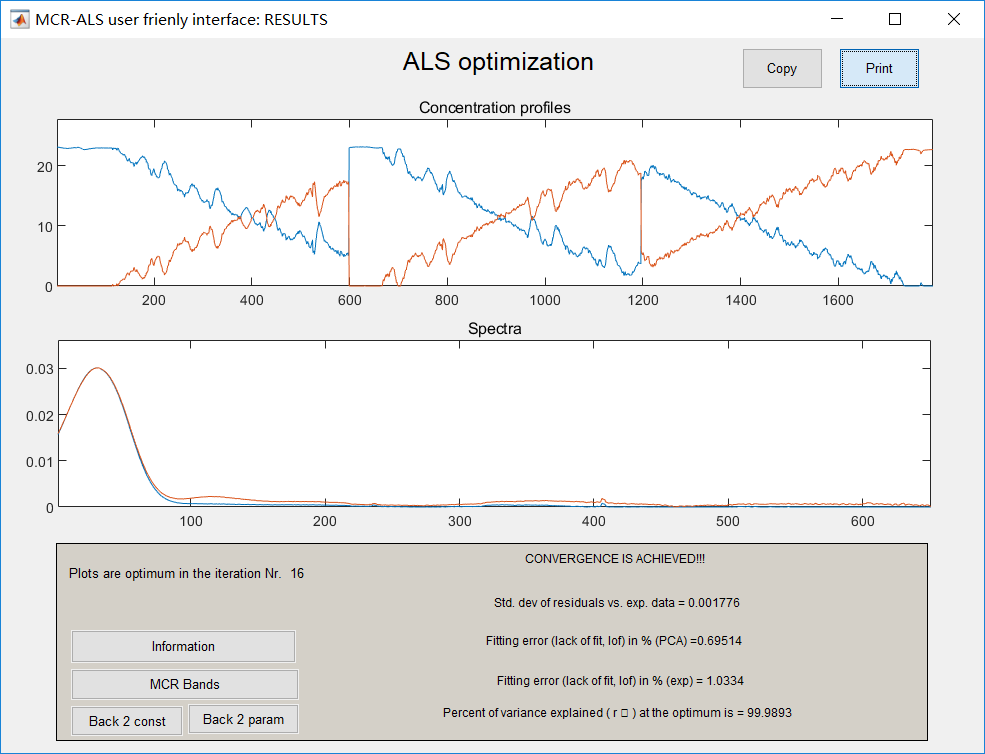 MCR-ALS user frienly interface: RESULTS
ALS optimization
Copy
Print
Concentration profiles
20
10
0
200 400 600 800 1000 1200 1400 1600
Spectra
0.03
0.02
0.01
0
100 200 300 400 500 600
CONVERGENCE IS ACHIEVED!!!
Plots are optimum in the iteration Nr. 16
Std. dev of residuals vs. exp. data = 0.001776
Fitting error (lack of fit, lof) in % (PCA) =0.69514
Information
Fitting error (lack of fit, lof) in % (exp) = 1.0334
MCR Bands
Percent of variance explained ( r □ ) at the optimum is = 99.9893
Back 2 const
Back 2 param